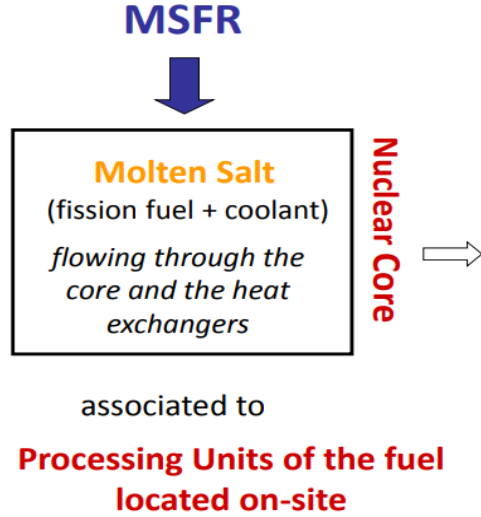 MSFR
Molten Salt
(fission fuel + coolant)
flowing through the
core and the heat
exchangers
Nuclear Core
associated to
Processing Units of the fuel
located on-site